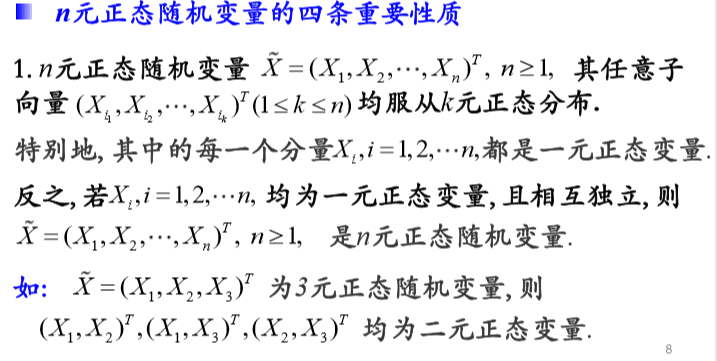 n元正态随机变量的四条重要性质
1. n元正态随机变量 X̃ = (X₁, X₂, ⋯, Xₙ)ᵀ, n ≥ 1, 其任意子
向量 (X_{i₁}, X_{i₂}, ⋯, X_{iₖ})ᵀ (1 ≤ k ≤ n) 均服从k元正态分布.
特别地, 其中的每一个分量Xᵢ, i = 1, 2, ⋯n, 都是一元正态变量.
反之, 若Xᵢ, i = 1, 2, ⋯n, 均为一元正态变量, 且相互独立, 则
X̃ = (X₁, X₂, ⋯, Xₙ)ᵀ, n ≥ 1, 是n元正态随机变量.
如: X̃ = (X₁, X₂, X₃)ᵀ 为3元正态随机变量, 则
(X₁, X₂)ᵀ, (X₁, X₃)ᵀ, (X₂, X₃)ᵀ 均为二元正态变量.
8